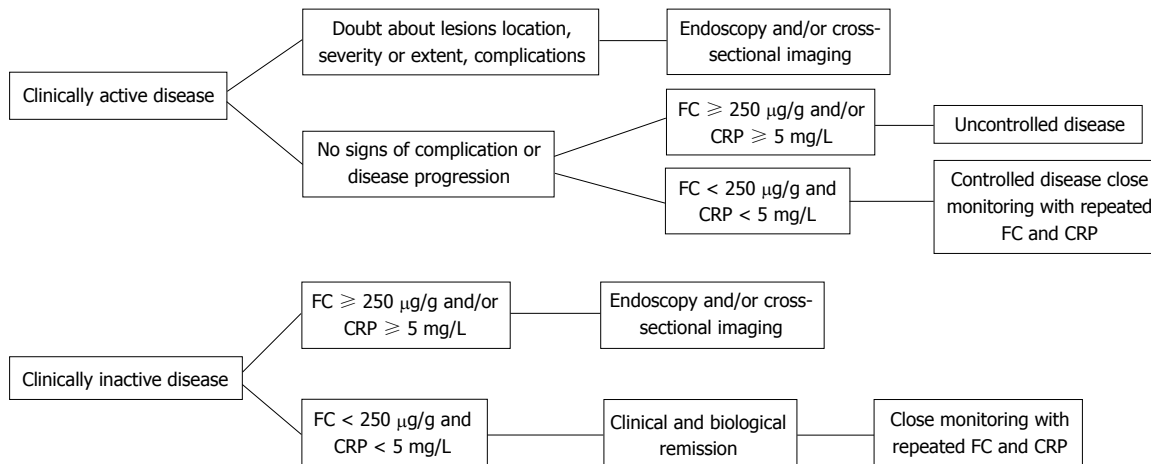 Clinically active disease
Doubt about lesions location,
severity or extent, complications
Endoscopy and/or cross-
sectional imaging
No signs of complication or
disease progression
FC ≥ 250 μg/g and/or
CRP ≥ 5 mg/L
Uncontrolled disease
FC < 250 μg/g and
CRP < 5 mg/L
Controlled disease close
monitoring with repeated
FC and CRP
Clinically inactive disease
FC ≥ 250 μg/g and/or
CRP ≥ 5 mg/L
Endoscopy and/or cross-
sectional imaging
FC < 250 μg/g and
CRP < 5 mg/L
Clinical and biological
remission
Close monitoring with
repeated FC and CRP